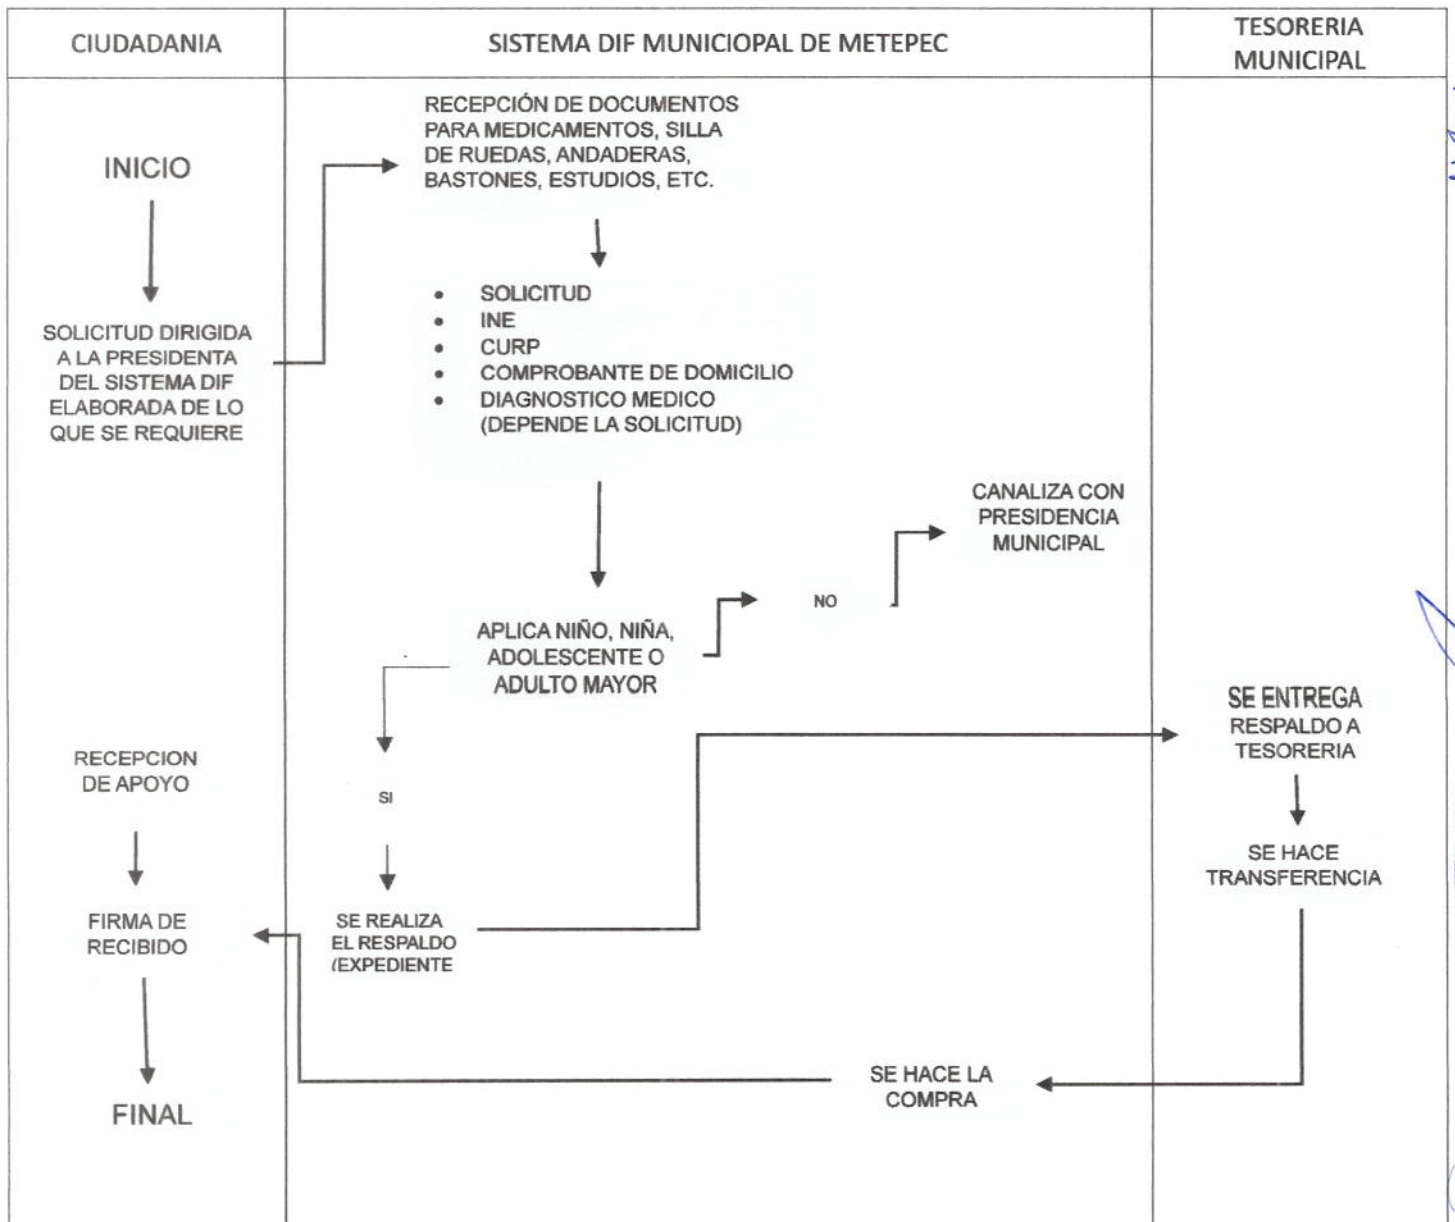 CIUDADANIA
SISTEMA DIF MUNICIOPAL DE METEPEC
TESORERIA
MUNICIPAL
INICIO
SOLICITUD DIRIGIDA
A LA PRESIDENTA
DEL SISTEMA DIF
ELABORADA DE LO
QUE SE REQUIERE
RECEPCIÓN DE DOCUMENTOS
PARA MEDICAMENTOS, SILLA
DE RUEDAS, ANDADERAS,
BASTONES, ESTUDIOS, ETC.
• SOLICITUD
• INE
• CURP
• COMPROBANTE DE DOMICILIO
• DIAGNOSTICO MEDICO
(DEPENDE LA SOLICITUD)
APLICA NIÑO, NIÑA,
ADOLESCENTE O
ADULTO MAYOR
NO
CANALIZA CON
PRESIDENCIA
MUNICIPAL
SI
SE REALIZA
EL RESPALDO
(EXPEDIENTE
SE ENTREGA
RESPALDO A
TESORERIA
SE HACE
TRANSFERENCIA
SE HACE LA
COMPRA
RECEPCION
DE APOYO
FIRMA DE
RECIBIDO
FINAL